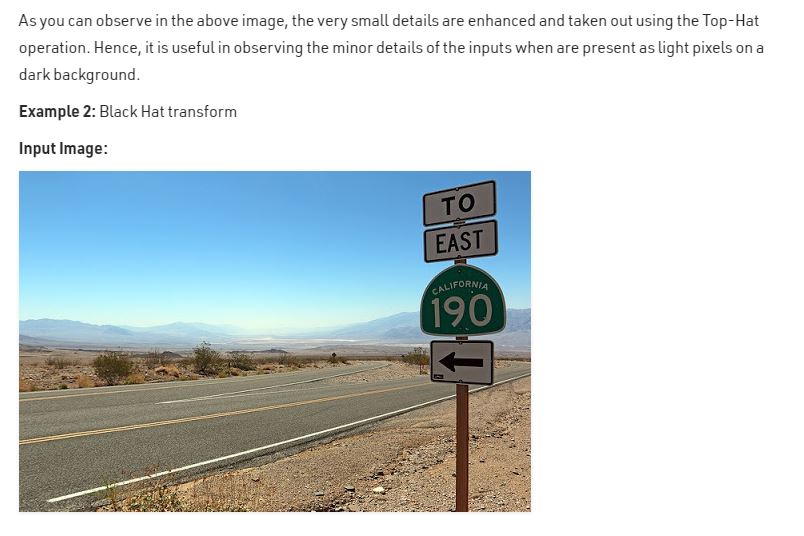 As you can observe in the above image, the very small details are enhanced and taken out using the Top-Hat
operation. Hence, it is useful in observing the minor details of the inputs when are present as light pixels on a
dark background.
Example 2: Black Hat transform
Input Image:
TO
EAST
CALIFORNIA
190